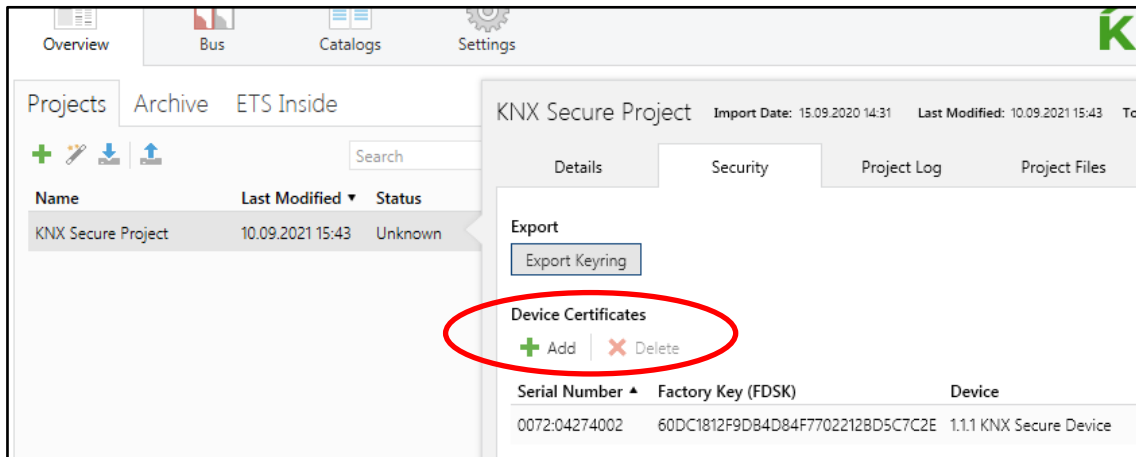 Overview Bus Catalogs Settings
Projects Archive ETS Inside
Search
Name Last Modified Status
KNX Secure Project 10.09.2021 15:43 Unknown
KNX Secure Project Import Date: 15.09.2020 14:31 Last Modified: 10.09.2021 15:43
Details Security Project Log Project Files
Export
Export Keyring
Device Certificates
Add Delete
Serial Number Factory Key (FDSK) Device
0072:04274002 60DC1812F9DB4D84F7702212BD5C7C2E 1.1.1 KNX Secure Device